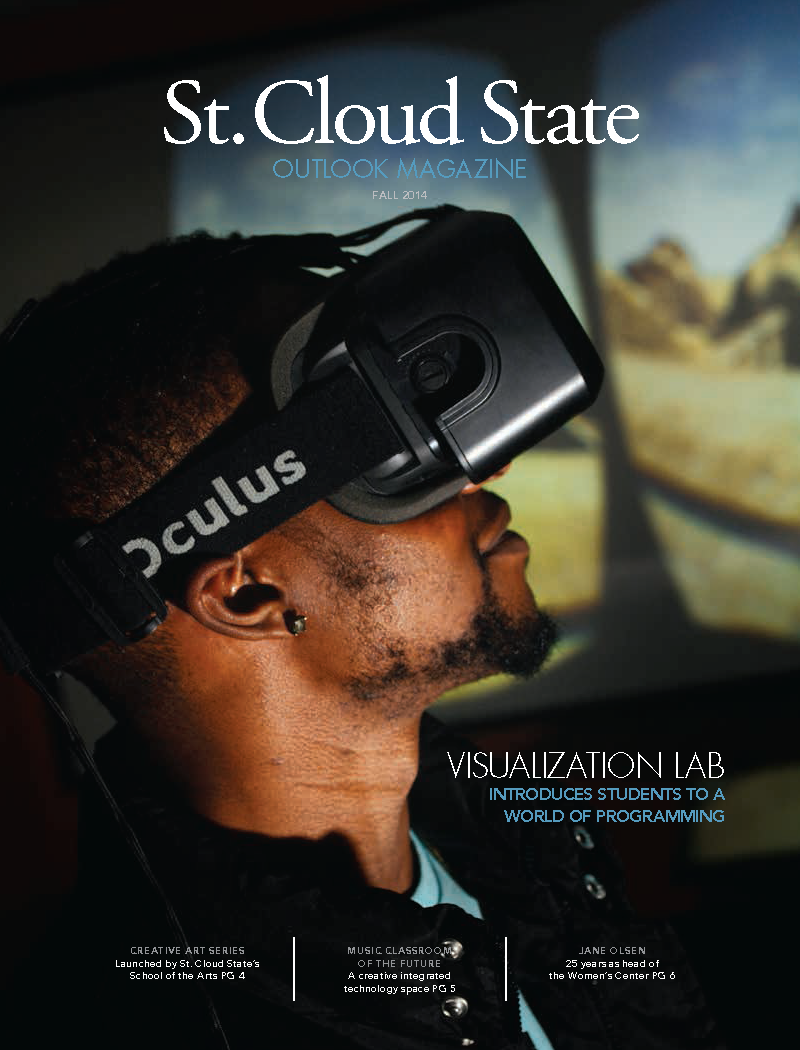 St. Cloud State
OUTLOOK MAGAZINE
FALL 2014
Oculus
VISUALIZATION LAB
INTRODUCES STUDENTS TO A
WORLD OF PROGRAMMING
CREATIVE ART SERIES
Launched by St. Cloud State's
School of the Arts PG 4
MUSIC CLASSROOM
OF THE FUTURE
A creative integrated
technology space PG 5
JANE OLSEN
25 years as head of
the Women's Center PG 6